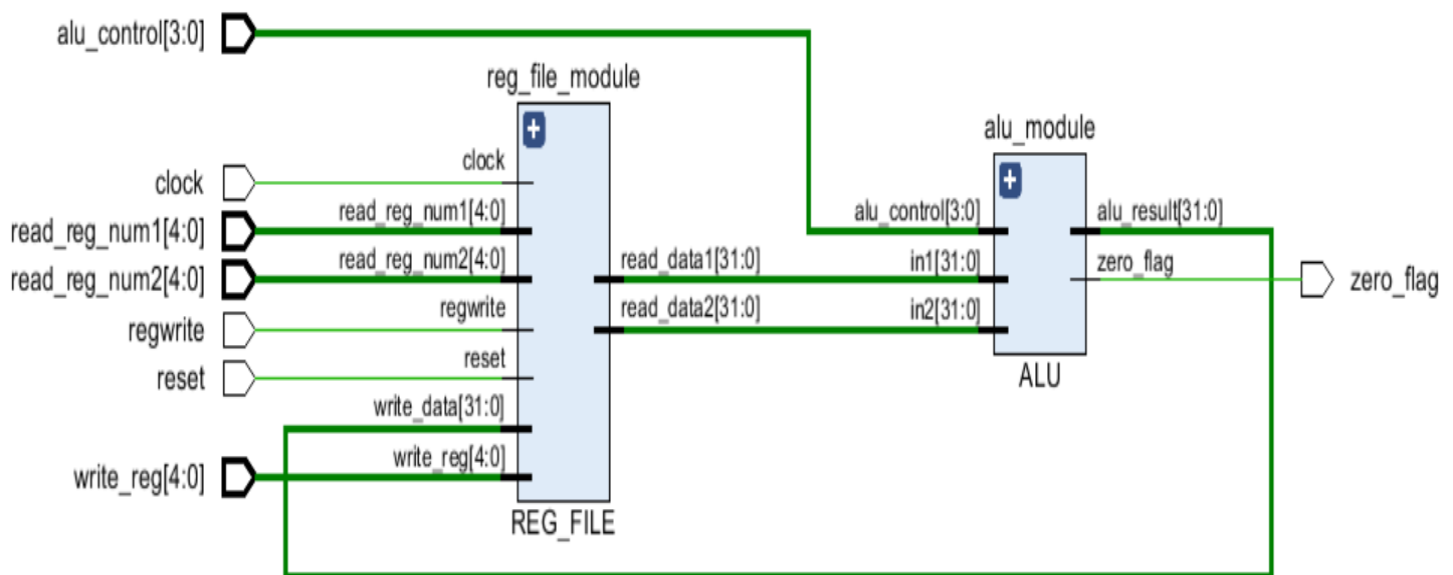 alu_control[3:0]
reg_file_module
alu_module
clock
clock
read_reg_num1[4:0]
read_reg_num1[4:0]
alu_control[3:0]
alu_result[31:0]
read_reg_num2[4:0]
read_reg_num2[4:0]
read_data1[31:0]
in1[31:0]
zero_flag
zero_flag
regwrite
regwrite
read_data2[31:0]
in2[31:0]
reset
reset
ALU
write_data[31:0]
write_reg[4:0]
write_reg[4:0]
REG_FILE